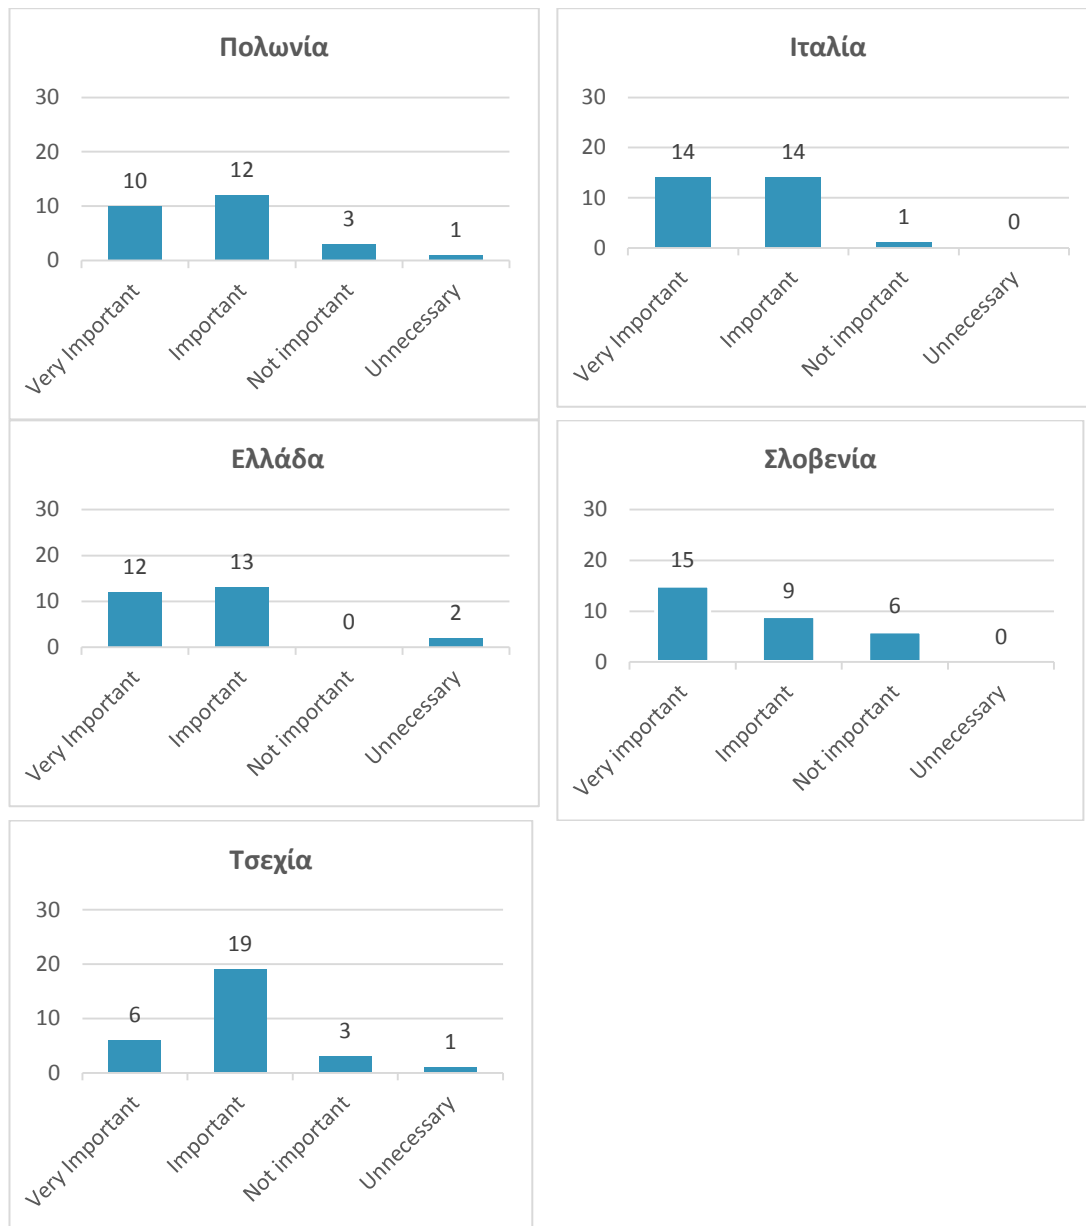 Πολωνία
30
20
10
0
10
12
3
1
Very Important
Important
Not important
Unnecessary
Ιταλία
30
20
10
0
14
14
1
0
Very Important
Important
Not important
Unnecessary
Ελλάδα
30
20
10
0
12
13
0
2
Very Important
Important
Not important
Unnecessary
Σλοβενία
30
20
10
0
15
9
6
0
Very important
Important
Not important
Unnecessary
Τσεχία
30
20
10
0
6
19
3
1
Very Important
Important
Not important
Unnecessary